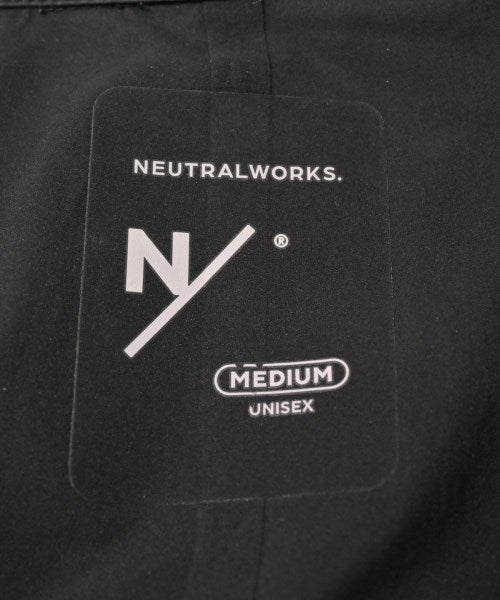 NEUTRALWORKS.
N/ ®
MEDIUM
UNISEX